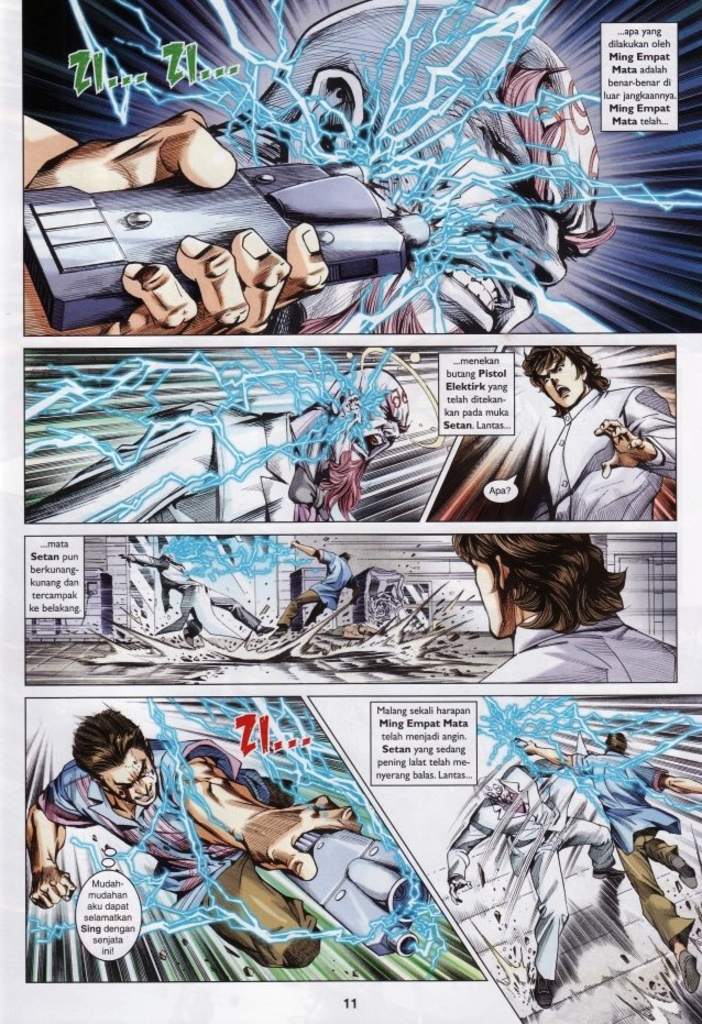 ZI... ZI...
...apa yang
dilakukan oleh
Ming Empat
Mata adalah
benar-benar di
luar jangkaannya.
Ming Empat
Mata telah...
...menekan
butang Pistol
Elektirk yang
telah ditekan-
kan pada muka
Setan. Lantas...
Apa?
...mata
Setan pun
berkunang-
kunang dan
tercampak
ke belakang.
ZI...
Mudah-
mudahan
aku dapat
selamatkan
Sing dengan
senjata
ini!
Malang sekali harapan
Ming Empat Mata
telah menjadi angin.
Setan yang sedang
pening lalat telah me-
nyerang balas. Lantas...
11